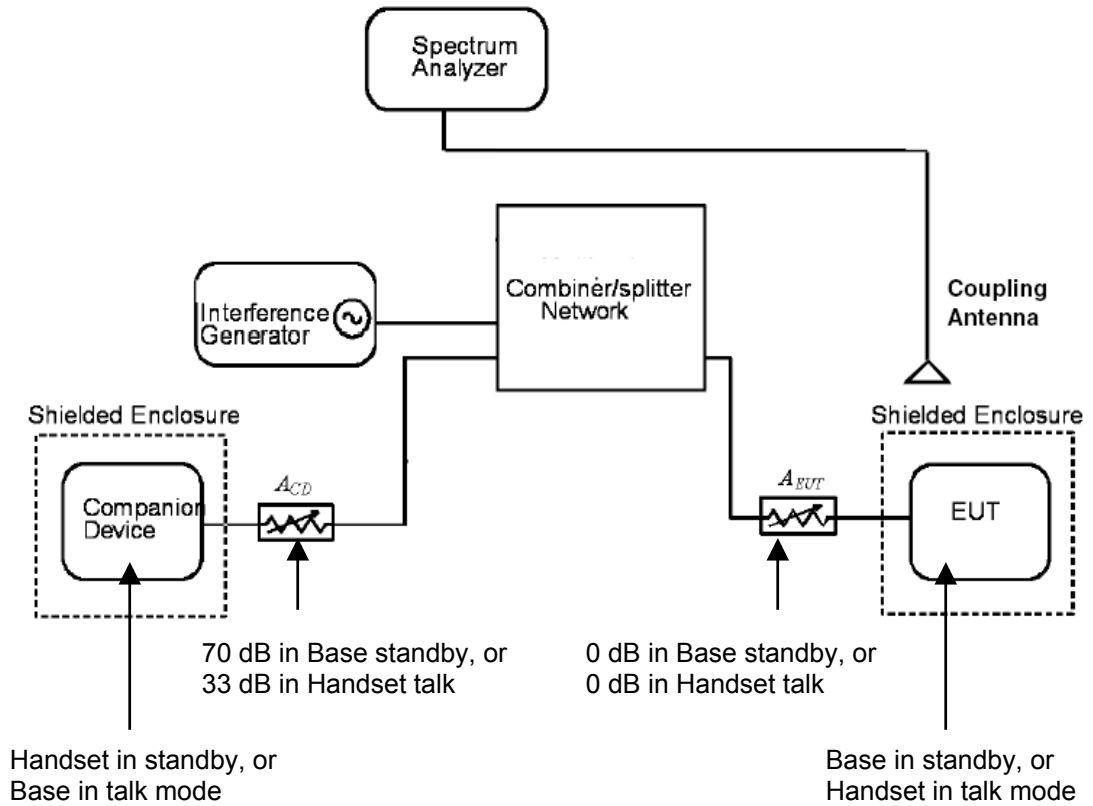 Spectrum
Analyzer
Combiner/splitter
Network
Interference
Generator
Coupling
Antenna
Shielded Enclosure
Shielded Enclosure
Companion
Device
A_CD
A_EUT
EUT
70 dB in Base standby, or
33 dB in Handset talk
0 dB in Base standby, or
0 dB in Handset talk
Handset in standby, or
Base in talk mode
Base in standby, or
Handset in talk mode